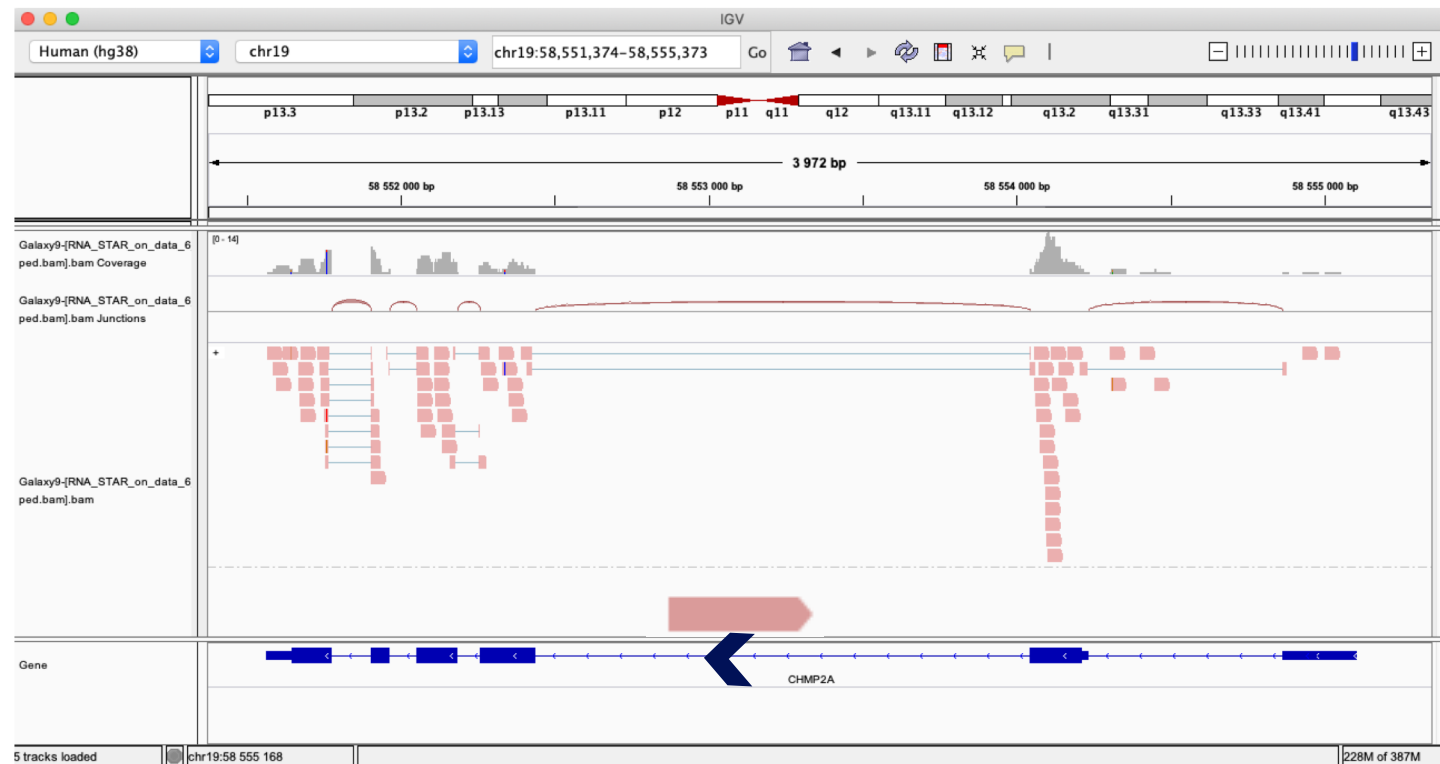 IGV
Human (hg38) chr19 chr19:58,551,374–58,555,373 Go
p13.3 p13.2 p13.13 p13.11 p12 p11 q11 q12 q13.11 q13.12 q13.2 q13.31 q13.33 q13.41 q13.43
3 972 bp
58 552 000 bp 58 553 000 bp 58 554 000 bp 58 555 000 bp
Galaxy9-[RNA_STAR_on_data_6
ped.bam].bam Coverage
[0 - 14]
Galaxy9-[RNA_STAR_on_data_6
ped.bam].bam Junctions
+
Galaxy9-[RNA_STAR_on_data_6
ped.bam].bam
Gene
CHMP2A
5 tracks loaded chr19:58 555 168 228M of 387M